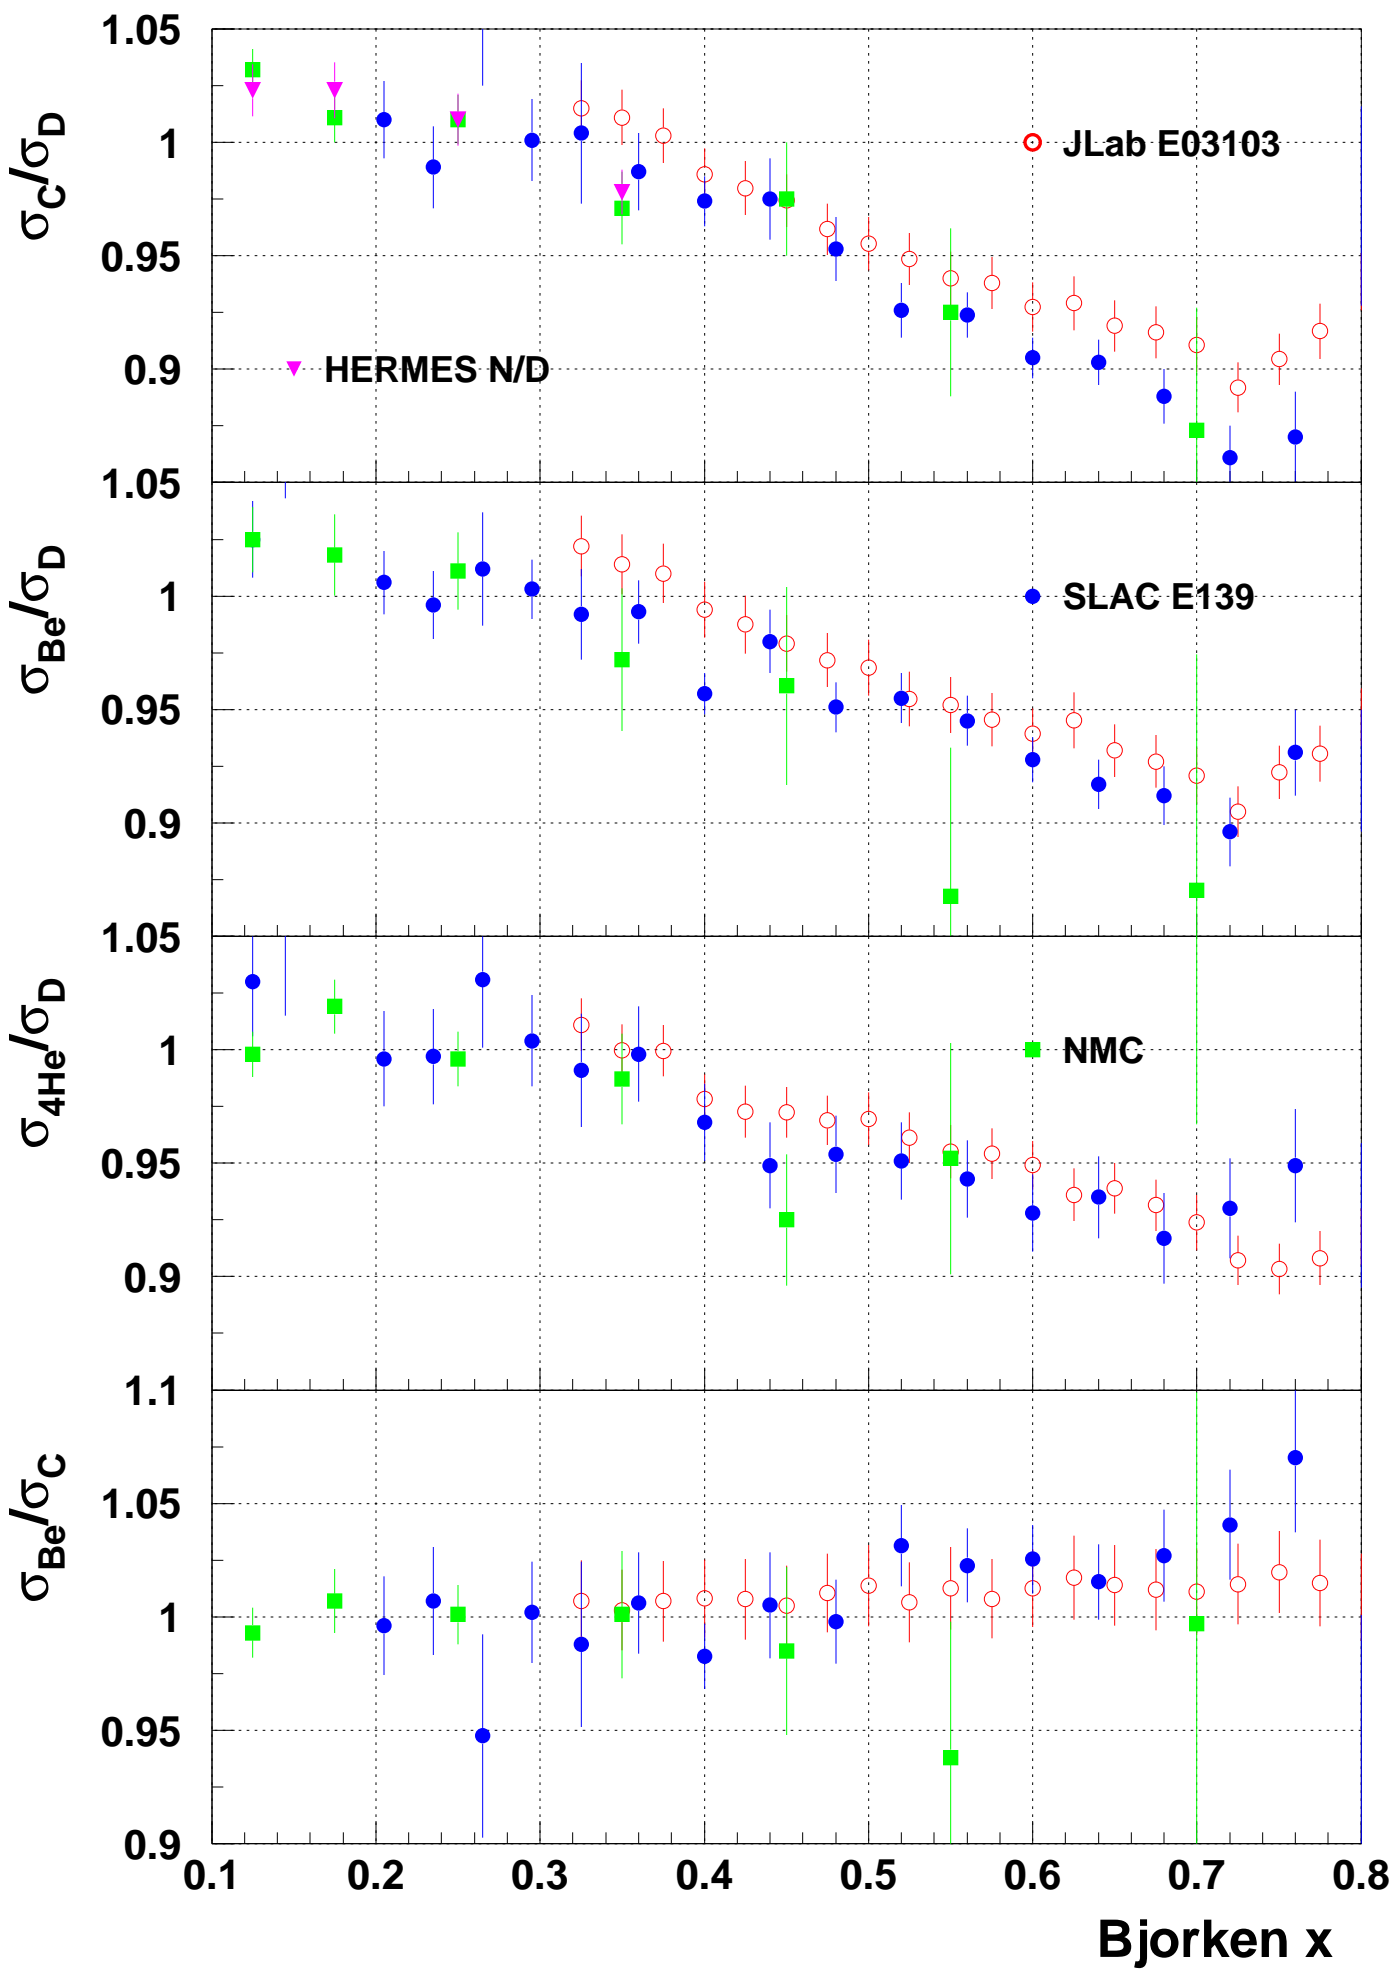 1.05
1
0.95
0.9
σC/σD
JLab E03103
HERMES N/D
1.05
1
0.95
0.9
σBe/σD
SLAC E139
1.05
1
0.95
0.9
σ4He/σD
NMC
1.1
1.05
1
0.95
0.9
σBe/σC
0.1 0.2 0.3 0.4 0.5 0.6 0.7 0.8
Bjorken x